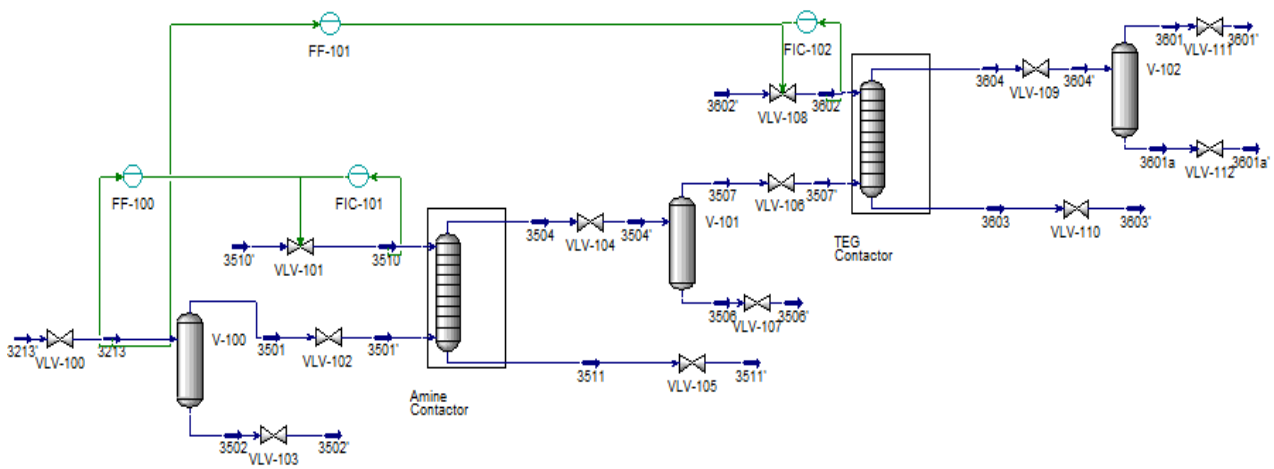 FF-101
FIC-102
3601
VLV-111
3601'
V-102
3604
VLV-109
3604'
3602'
VLV-108
3602
3601a
VLV-112
3601a'
FF-100
FIC-101
3507
VLV-106
3507'
V-101
3504
VLV-104
3504'
3603
VLV-110
3603'
TEG
Contactor
3510'
VLV-101
3510
3506
VLV-107
3506'
3213'
VLV-100
3213
V-100
3501
VLV-102
3501'
3511
VLV-105
3511'
Amine
Contactor
3502
VLV-103
3502'